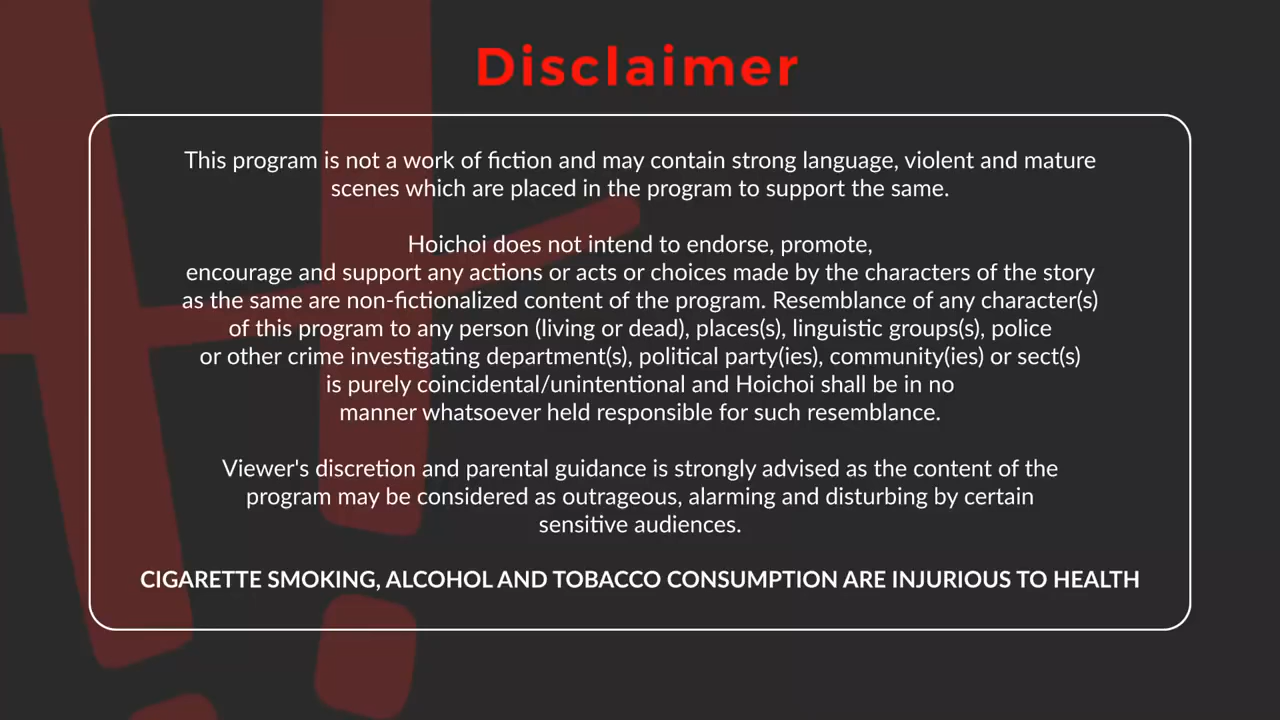 Disclaimer
This program is not a work of fiction and may contain strong language, violent and mature
scenes which are placed in the program to support the same.
Hoichoi does not intend to endorse, promote,
encourage and support any actions or acts or choices made by the characters of the story
as the same are non-fictionalized content of the program. Resemblance of any character(s)
of this program to any person (living or dead), places(s), linguistic groups(s), police
or other crime investigating department(s), political party(ies), community(ies) or sect(s)
is purely coincidental/unintentional and Hoichoi shall be in no
manner whatsoever held responsible for such resemblance.
Viewer's discretion and parental guidance is strongly advised as the content of the
program may be considered as outrageous, alarming and disturbing by certain
sensitive audiences.
CIGARETTE SMOKING, ALCOHOL AND TOBACCO CONSUMPTION ARE INJURIOUS TO HEALTH